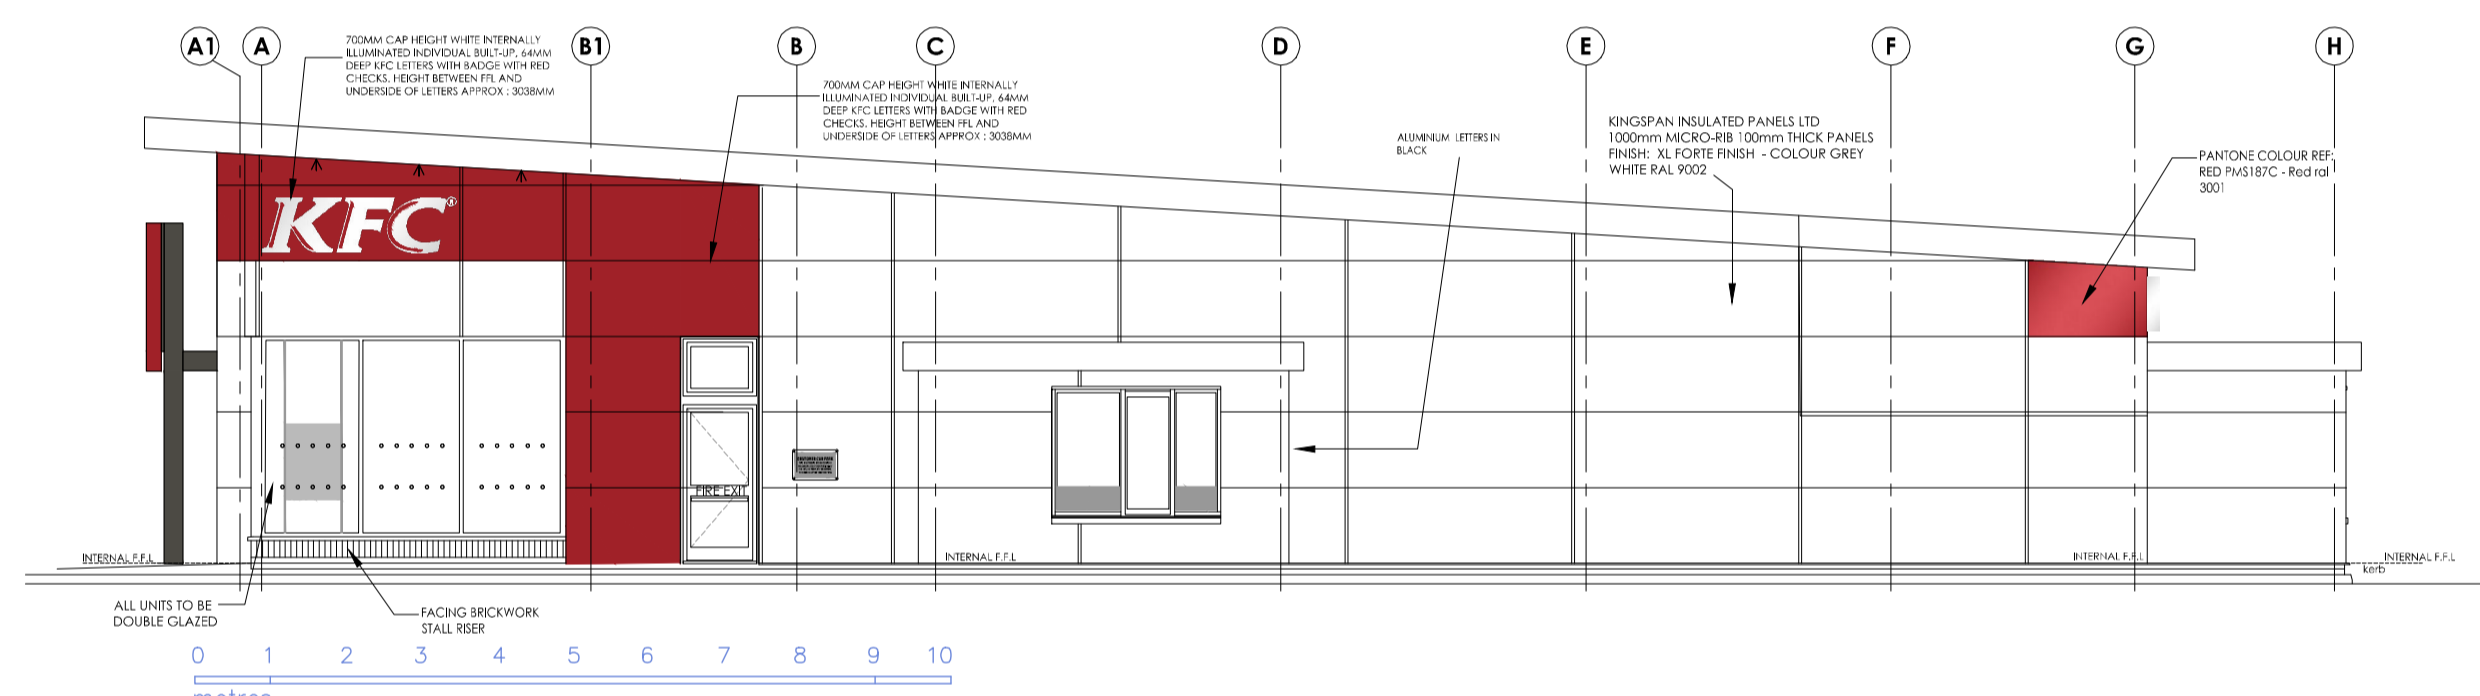 A1 A B1 B C D E F G H
700MM CAP HEIGHT WHITE INTERNALLY
ILLUMINATED INDIVIDUAL BUILT-UP, 64MM
DEEP KFC LETTERS WITH BADGE WITH RED
CHECKS. HEIGHT BETWEEN FFL AND
UNDERSIDE OF LETTERS APPROX : 3038MM
700MM CAP HEIGHT WHITE INTERNALLY
ILLUMINATED INDIVIDUAL BUILT-UP, 64MM
DEEP KFC LETTERS WITH BADGE WITH RED
CHECKS. HEIGHT BETWEEN FFL AND
UNDERSIDE OF LETTERS APPROX : 3038MM
ALUMINIUM LETTERS IN
BLACK
KINGSPAN INSULATED PANELS LTD
1000mm MICRO-RIB 100mm THICK PANELS
FINISH: XL FORTE FINISH - COLOUR GREY
WHITE RAL 9002
PANTONE COLOUR REF:
RED PMS187C - Red ral
3001
KFC®
FIRE EXIT
INTERNAL F.F.L
INTERNAL F.F.L
INTERNAL F.F.L
INTERNAL F.F.L
kerb
ALL UNITS TO BE
DOUBLE GLAZED
FACING BRICKWORK
STALL RISER
0 1 2 3 4 5 6 7 8 9 10
metres